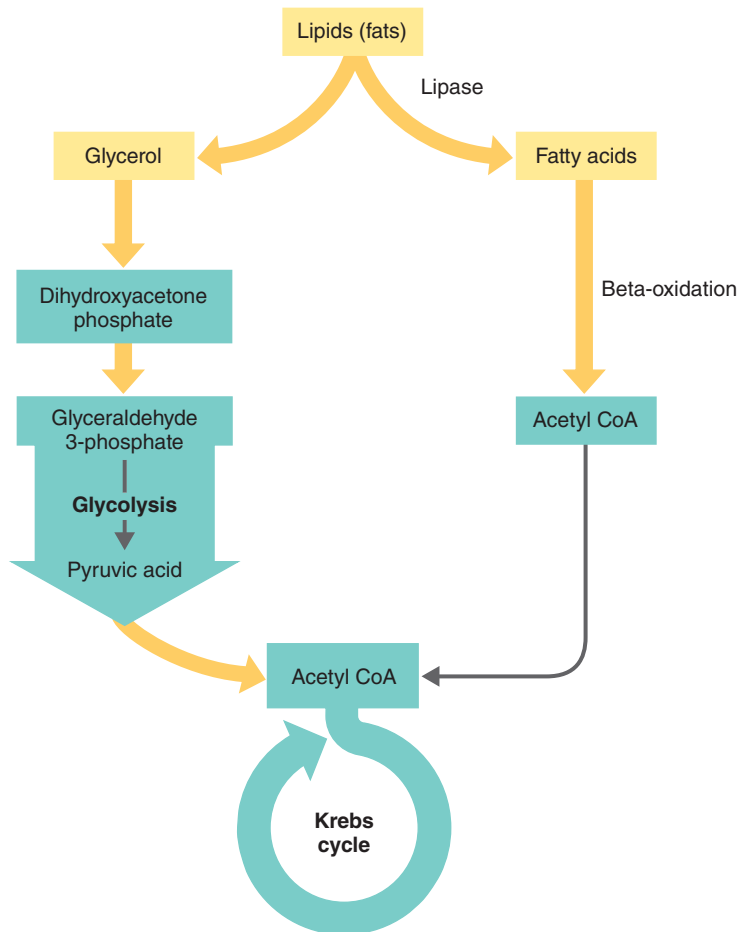 Lipids (fats)
Lipase
Glycerol
Fatty acids
Dihydroxyacetone
phosphate
Beta-oxidation
Glyceraldehyde
3-phosphate
Acetyl CoA
Glycolysis
Pyruvic acid
Acetyl CoA
Krebs
cycle